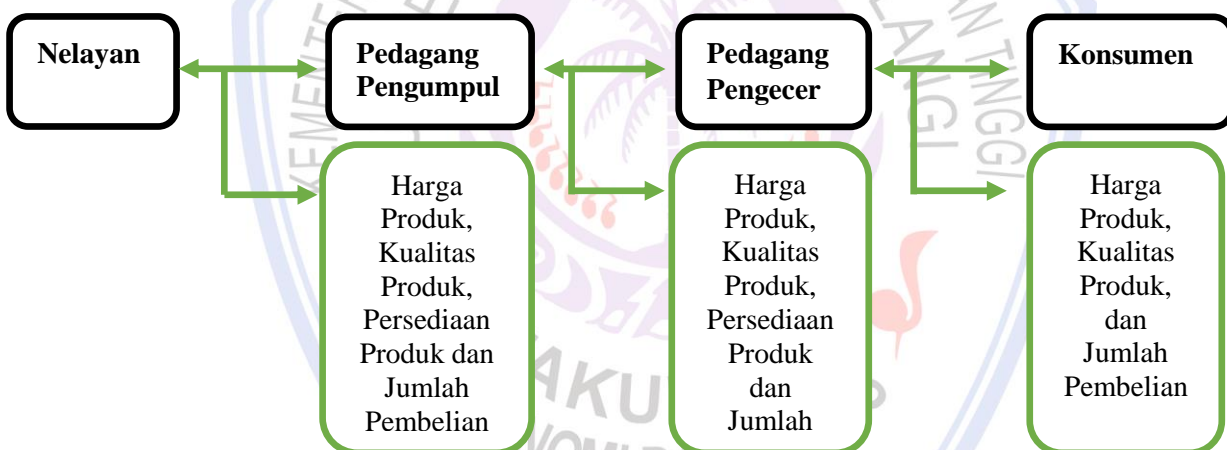 Nelayan
Pedagang
Pengumpul
Pedagang
Pengecer
Konsumen
Harga
Produk,
Kualitas
Produk,
Persediaan
Produk dan
Jumlah
Pembelian
Harga
Produk,
Kualitas
Produk,
Persediaan
Produk
dan
Jumlah
Harga
Produk,
Kualitas
Produk,
dan
Jumlah
Pembelian